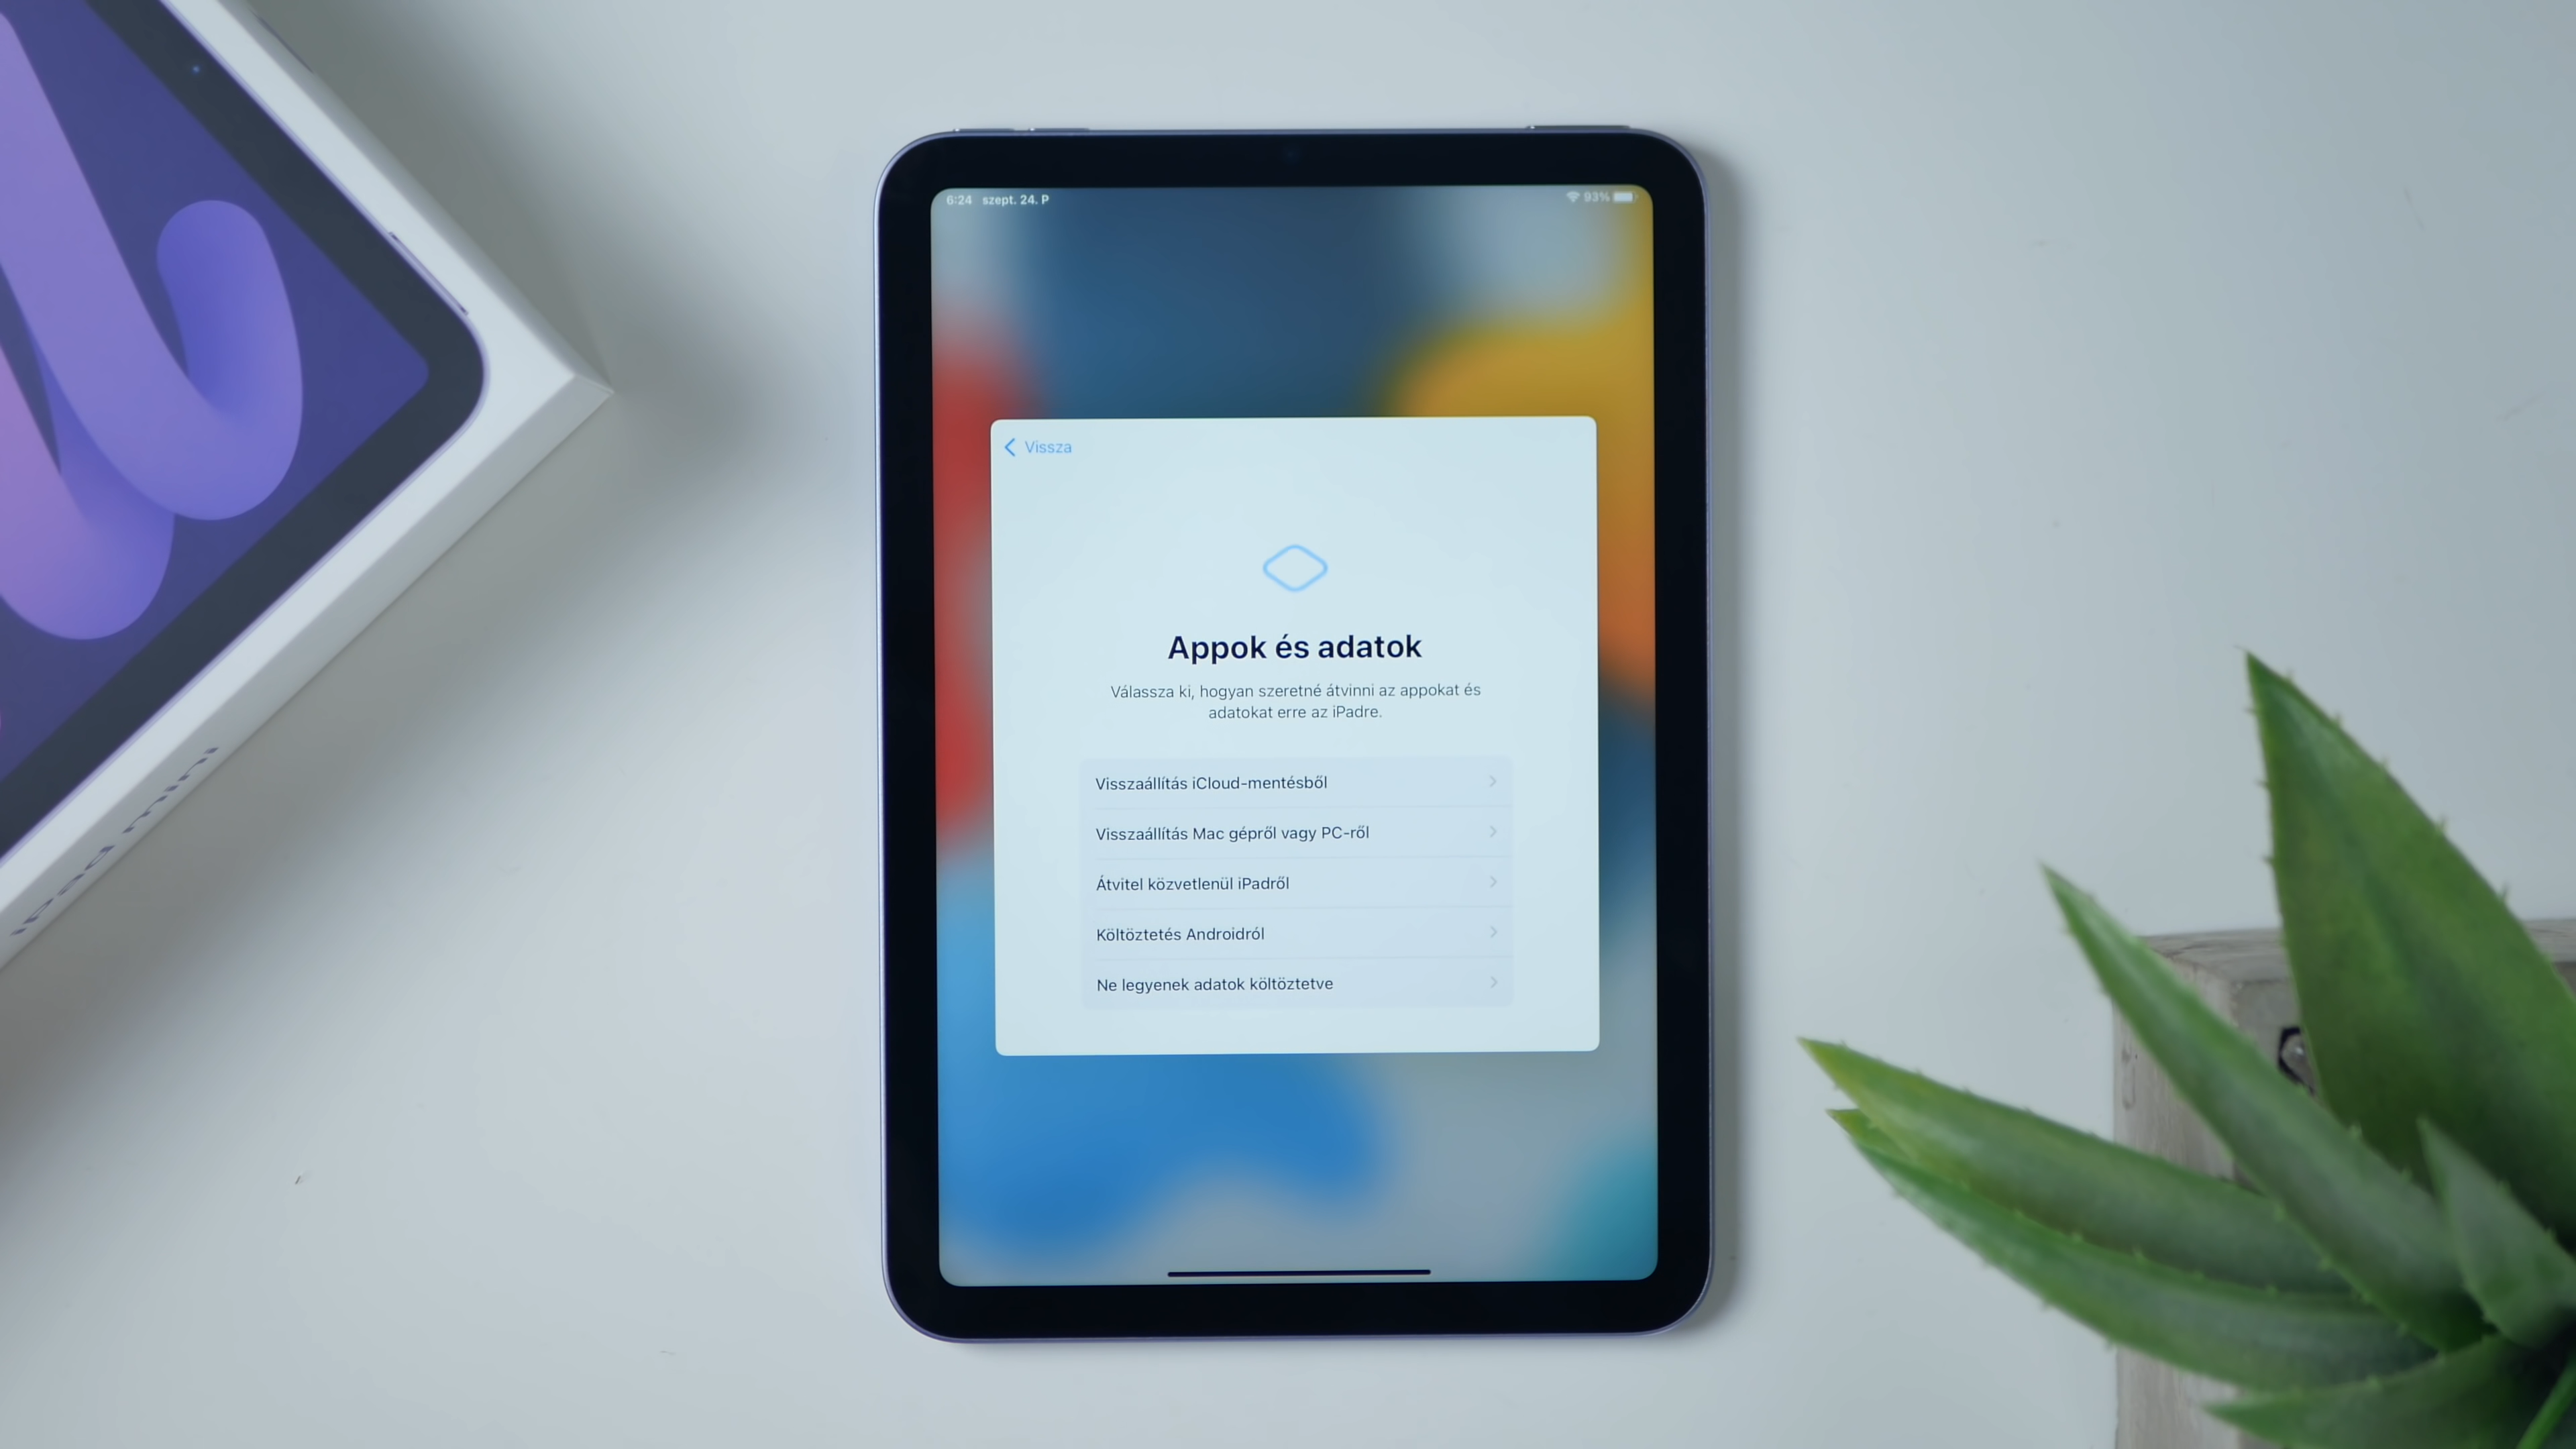 6:24 szept. 24. P
93%
Vissza
Appok és adatok
Válassza ki, hogyan szeretné átvinni az appokat és
adatokat erre az iPadre.
Visszaállítás iCloud-mentésből
Visszaállítás Mac gépről vagy PC-ről
Átvitel közvetlenül iPadről
Költöztetés Androidról
Ne legyenek adatok költöztetve
iPad mini